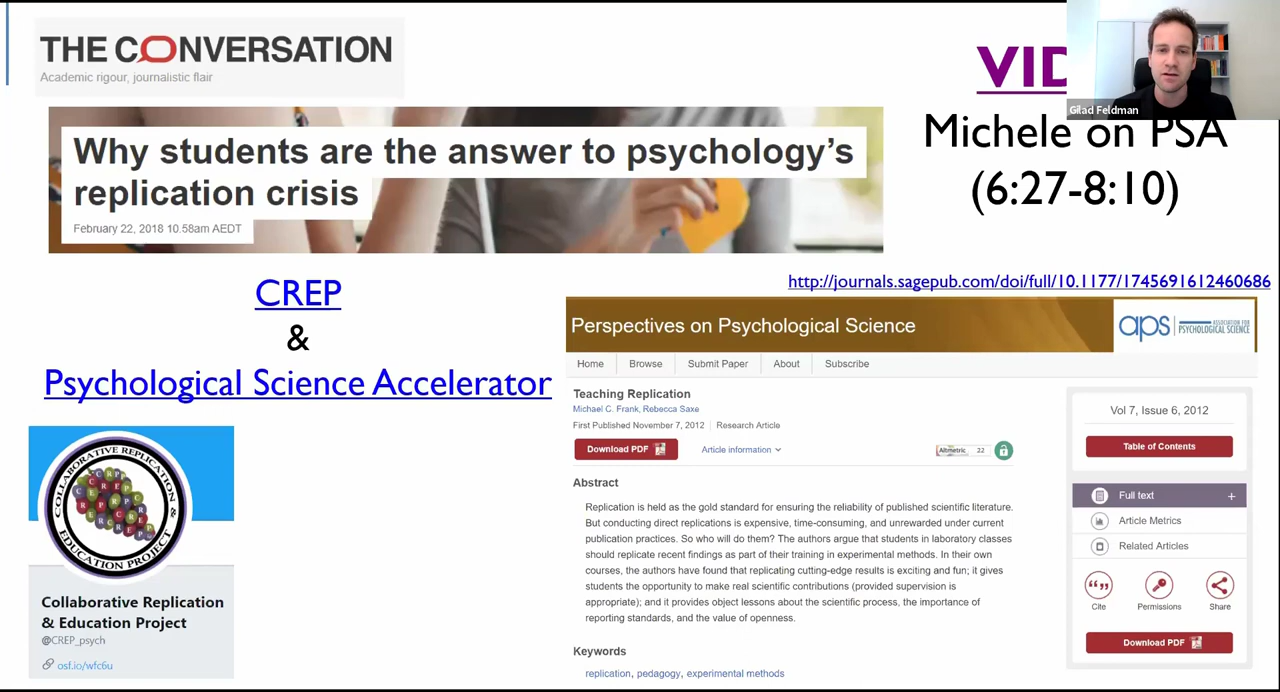 THE CONVERSATION
Academic rigour, journalistic flair
Why students are the answer to psychology's
replication crisis
February 22, 2018 10.58am AEDT
VID
Gilad Feldman
Michele on PSA
(6:27-8:10)
CREP
&
Psychological Science Accelerator
COLLABORATIVE REPLICATION & EDUCATION PROJECT
Collaborative Replication
& Education Project
@CREP_psych
osf.io/wfc6u
http://journals.sagepub.com/doi/full/10.1177/1745691612460686
Perspectives on Psychological Science
aps | ASSOCIATION FOR
PSYCHOLOGICAL SCIENCE
Home
Browse
Submit Paper
About
Subscribe
Teaching Replication
Michael C. Frank, Rebecca Saxe
First Published November 7, 2012 | Research Article
Download PDF
Article information
Altmetric 22
Abstract
Replication is held as the gold standard for ensuring the reliability of published scientific literature.
But conducting direct replications is expensive, time-consuming, and unrewarded under current
publication practices. So who will do them? The authors argue that students in laboratory classes
should replicate recent findings as part of their training in experimental methods. In their own
courses, the authors have found that replicating cutting-edge results is exciting and fun; it gives
students the opportunity to make real scientific contributions (provided supervision is
appropriate); and it provides object lessons about the scientific process, the importance of
reporting standards, and the value of openness.
Keywords
replication, pedagogy, experimental methods
Vol 7, Issue 6, 2012
Table of Contents
Full text +
Article Metrics
Related Articles
Cite
Permissions
Share
Download PDF